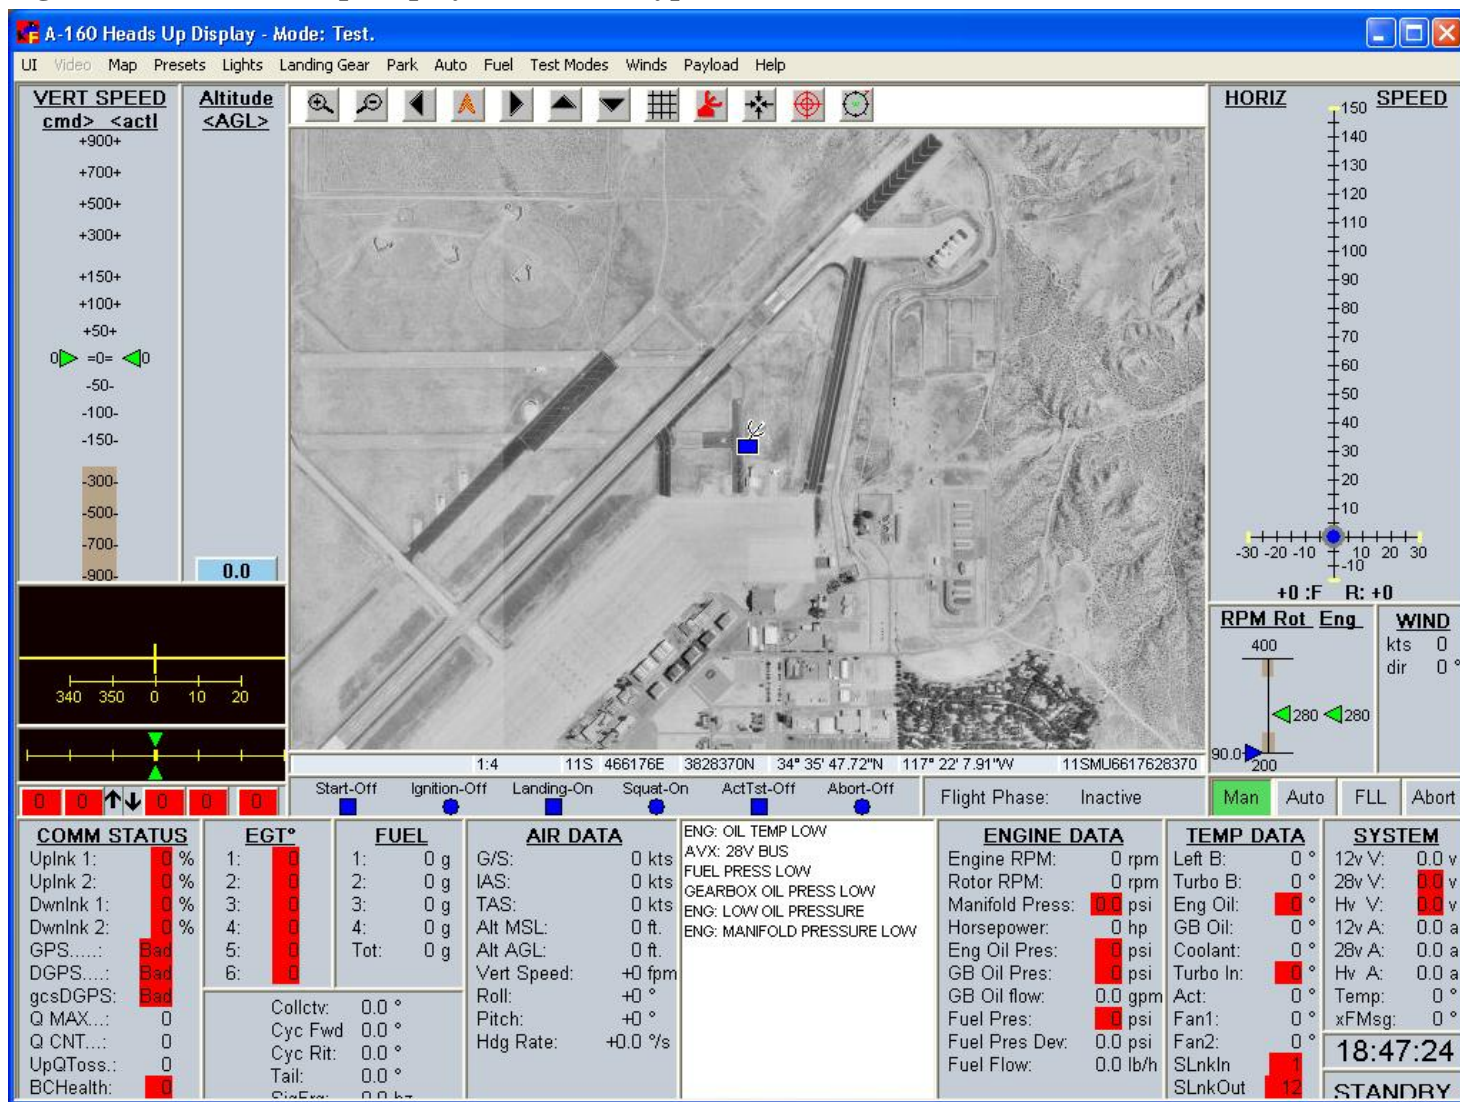 A-160 Heads Up Display - Mode: Test.
UI Video Map Presets Lights Landing Gear Park Auto Fuel Test Modes Winds Payload Help
VERT SPEED
cmd> <actl
+900+
+700+
+500+
+300+
+150+
+100+
+50+
0 =0= 0
-50-
-100-
-150-
-300-
-500-
-700-
-900-
Altitude
<AGL>
0.0
340 350 0 10 20
0 0 0 0 0
HORIZ SPEED
150
140
130
120
110
100
90
80
70
60
50
40
30
20
10
-30 -20 -10 10 20 30
-10
+0 :F R: +0
RPM Rot Eng
400
280 280
90.0
200
WIND
kts 0
dir 0 °
1:4 11S 466176E 3828370N 34° 35' 47.72"N 117° 22' 7.91"W 11SMU6617628370
Start-Off Ignition-Off Landing-On Squat-On ActTst-Off Abort-Off
Flight Phase: Inactive
Man Auto FLL Abort
COMM STATUS
Uplnk 1: 0 %
Uplnk 2: 0 %
Dwnlnk 1: 0 %
Dwnlnk 2: 0 %
GPS.....: Bad
DGPS....: Bad
gcsDGPS: Bad
Q MAX...: 0
Q CNT...: 0
UpQToss.: 0
BCHealth: 0
EGT°
1: 0
2: 0
3: 0
4: 0
5: 0
6: 0
FUEL
1: 0 g
2: 0 g
3: 0 g
4: 0 g
Tot: 0 g
Collctv: 0.0 °
Cyc Fwd 0.0 °
Cyc Rit: 0.0 °
Tail: 0.0 °
AIR DATA
G/S: 0 kts
IAS: 0 kts
TAS: 0 kts
Alt MSL: 0 ft.
Alt AGL: 0 ft.
Vert Speed: +0 fpm
Roll: +0 °
Pitch: +0 °
Hdg Rate: +0.0 °/s
ENG: OIL TEMP LOW
AVX: 28V BUS
FUEL PRESS LOW
GEARBOX OIL PRESS LOW
ENG: LOW OIL PRESSURE
ENG: MANIFOLD PRESSURE LOW
ENGINE DATA
Engine RPM: 0 rpm
Rotor RPM: 0 rpm
Manifold Press: 0.0 psi
Horsepower: 0 hp
Eng Oil Pres: 0 psi
GB Oil Pres: 0 psi
GB Oil flow: 0.0 gpm
Fuel Pres: 0 psi
Fuel Pres Dev: 0.0 psi
Fuel Flow: 0.0 lb/h
TEMP DATA
Left B: 0 °
Turbo B: 0 °
Eng Oil: 0 °
GB Oil: 0 °
Coolant: 0 °
Turbo In: 0 °
Act: 0 °
Fan1: 0 °
Fan2: 0 °
SLnkIn 1
SLnkOut 12
SYSTEM
12v V: 0.0 v
28v V: 0.0 v
Hv V: 0.0 v
12v A: 0.0 a
28v A: 0.0 a
Hv A: 0.0 a
Temp: 0 °
xFMsg: 0 °
18:47:24
STANDBY